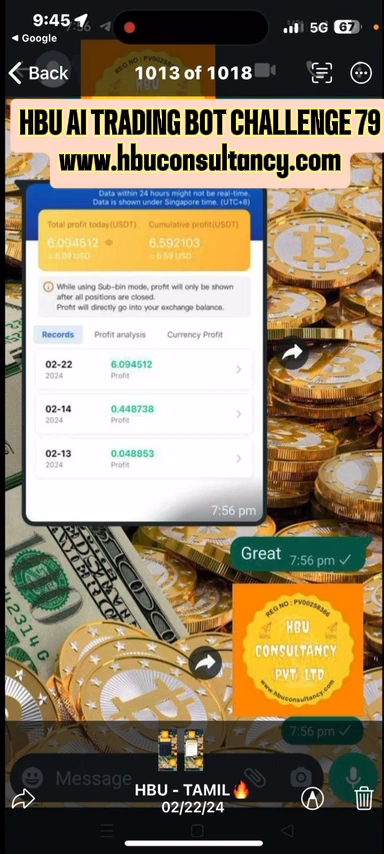 9:45
5G 67
Google
Back
1013 of 1018
HBU AI TRADING BOT CHALLENGE 79
www.hbuconsultancy.com
Data within 24 hours might not be real-time.
Data is shown under Singapore time. (UTC+8)
Total profit today(USDT) Cumulative profit(USDT)
6.094512 6.592103
≈ 6.59 USD
While using Sub-bin mode, profit will only be shown
after all positions are closed.
Profit will directly go into your exchange balance.
Records Profit analysis Currency Profit
02-22 6.094512
2024 Profit
02-14 0.448738
2024 Profit
02-13 0.048853
2024 Profit
7:56 pm
Great 7:56 pm
REG NO : PV00258386
HBU
CONSULTANCY
PVT LTD
www.hbuconsultancy.com
7:56 pm
Message
HBU - TAMIL🔥
02/22/24